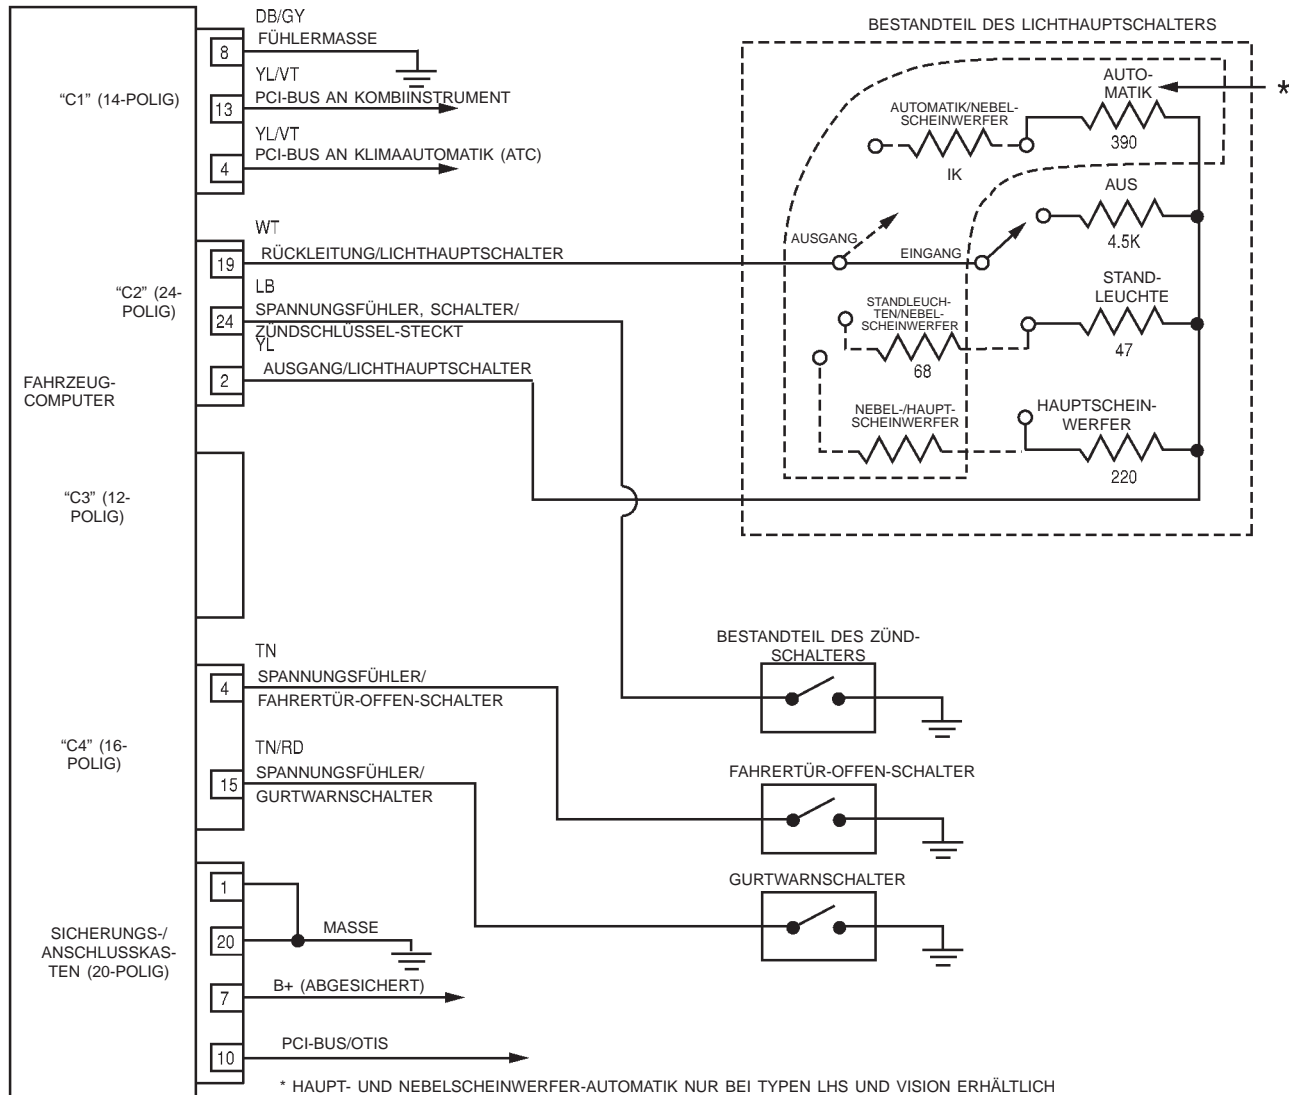 DB/GY
8
FÜHLERMASSE
"C1" (14-POLIG)
YL/VT
13
PCI-BUS AN KOMBIINSTRUMENT
YL/VT
4
PCI-BUS AN KLIMAAUTOMATIK (ATC)
WT
19
RÜCKLEITUNG/LICHTHAUPTSCHALTER
"C2" (24-
POLIG)
LB
24
SPANNUNGSFÜHLER, SCHALTER/
ZÜNDSCHLÜSSEL-STECKT
YL
2
AUSGANG/LICHTHAUPTSCHALTER
FAHRZEUG-
COMPUTER
"C3" (12-
POLIG)
TN
4
SPANNUNGSFÜHLER/
FAHRERTÜR-OFFEN-SCHALTER
"C4" (16-
POLIG)
TN/RD
15
SPANNUNGSFÜHLER/
GURTWARNSCHALTER
1
20
MASSE
SICHERUNGS-/
ANSCHLUSSKAS-
TEN (20-POLIG)
7
B+ (ABGESICHERT)
10
PCI-BUS/OTIS
BESTANDTEIL DES LICHTHAUPTSCHALTERS
AUTO-
MATIK
*
390
AUTOMATIK/NEBEL-
SCHEINWERFER
IK
AUS
4.5K
AUSGANG
EINGANG
STAND-
LEUCHTE
47
STANDLEUCH-
TEN/NEBEL-
SCHEINWERFER
68
NEBEL-/HAUPT-
SCHEINWERFER
HAUPTSCHEIN-
WERFER
220
BESTANDTEIL DES ZÜND-
SCHALTERS
FAHRERTÜR-OFFEN-SCHALTER
GURTWARNSCHALTER
* HAUPT- UND NEBELSCHEINWERFER-AUTOMATIK NUR BEI TYPEN LHS UND VISION ERHÄLTLICH